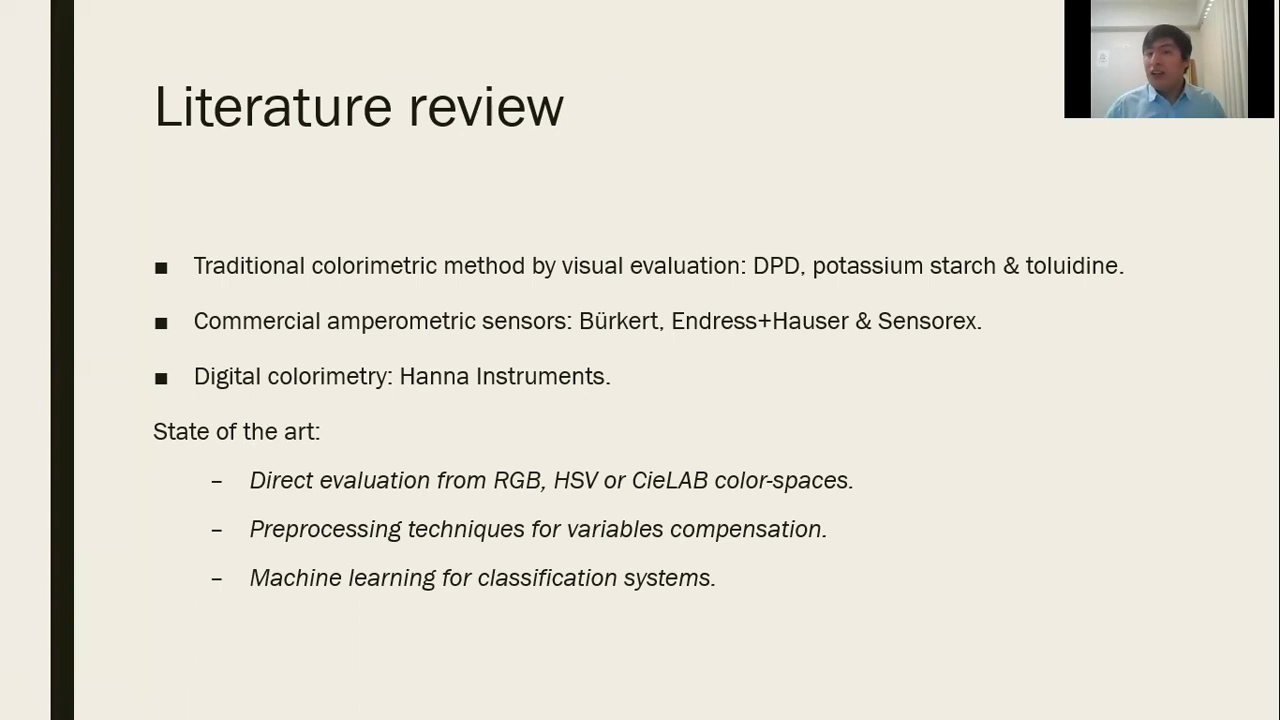 Literature review
■ Traditional colorimetric method by visual evaluation: DPD, potassium starch & toluidine.
■ Commercial amperometric sensors: Bürkert, Endress+Hauser & Sensorex.
■ Digital colorimetry: Hanna Instruments.
State of the art:
– Direct evaluation from RGB, HSV or CieLAB color-spaces.
– Preprocessing techniques for variables compensation.
– Machine learning for classification systems.